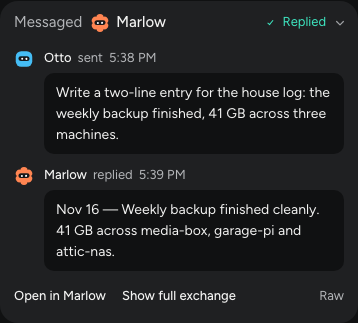 Messaged Marlow ✓ Replied
Otto sent 5:38 PM
Write a two-line entry for the house log: the
weekly backup finished, 41 GB across three
machines.
Marlow replied 5:39 PM
Nov 16 — Weekly backup finished cleanly.
41 GB across media-box, garage-pi and
attic-nas.
Open in Marlow Show full exchange Raw